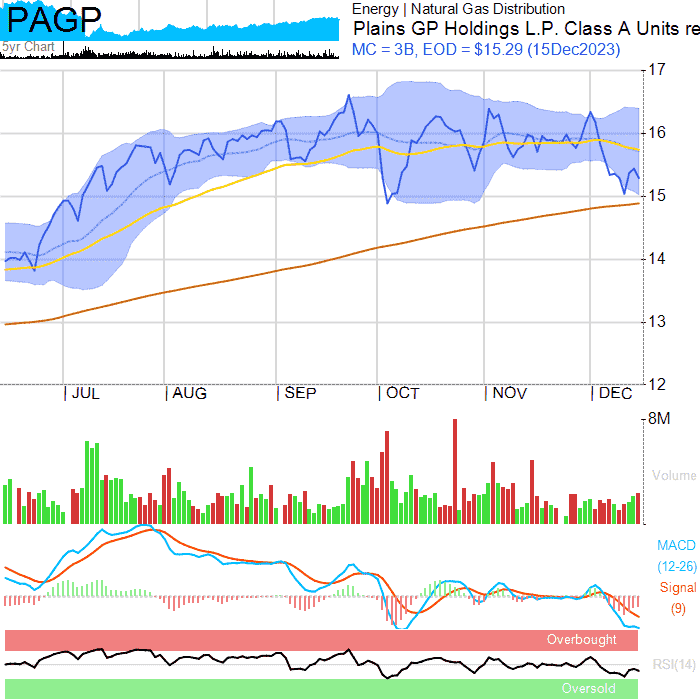 PAGP
5yr Chart
Energy | Natural Gas Distribution
Plains GP Holdings L.P. Class A Units re
MC = 3B, EOD = $15.29 (15Dec2023)
17
16
15
14
13
12
JUL AUG SEP OCT NOV DEC
8M
Volume
MACD
(12-26)
Signal
(9)
Overbought
RSI(14)
Oversold